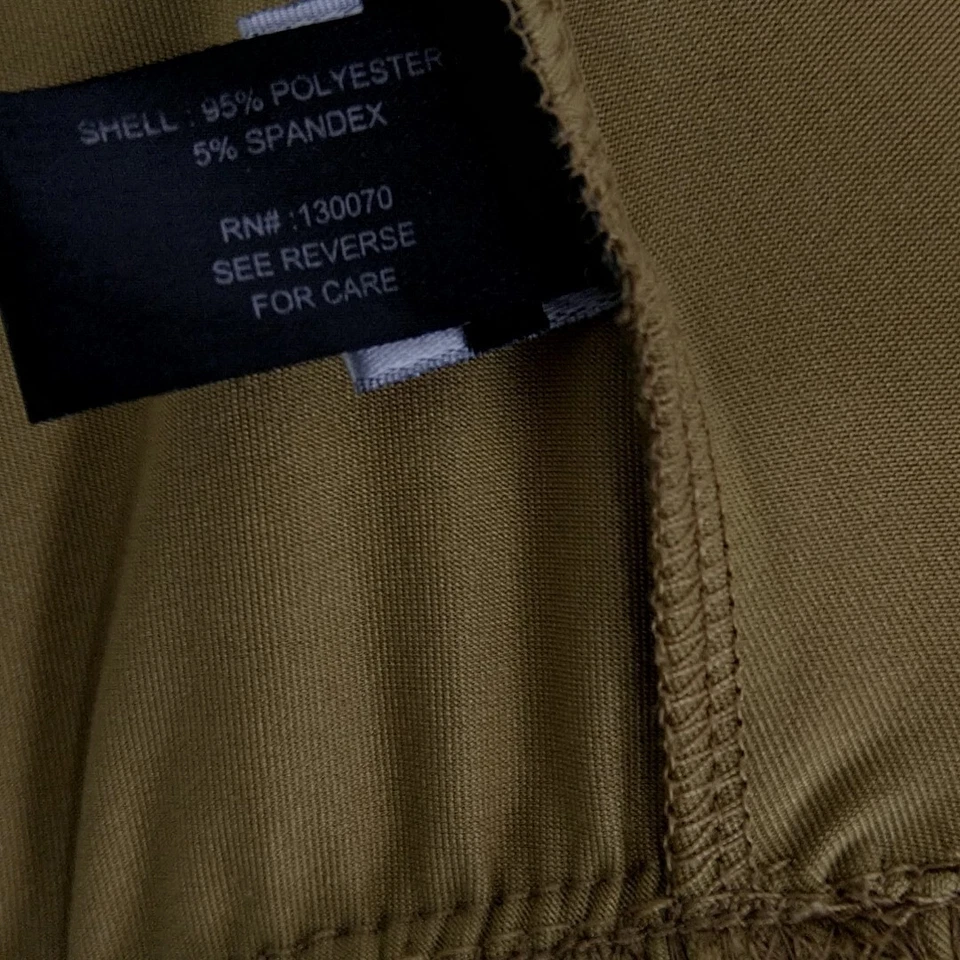 SHELL : 95% POLYESTER
5% SPANDEX
RN# :130070
SEE REVERSE
FOR CARE